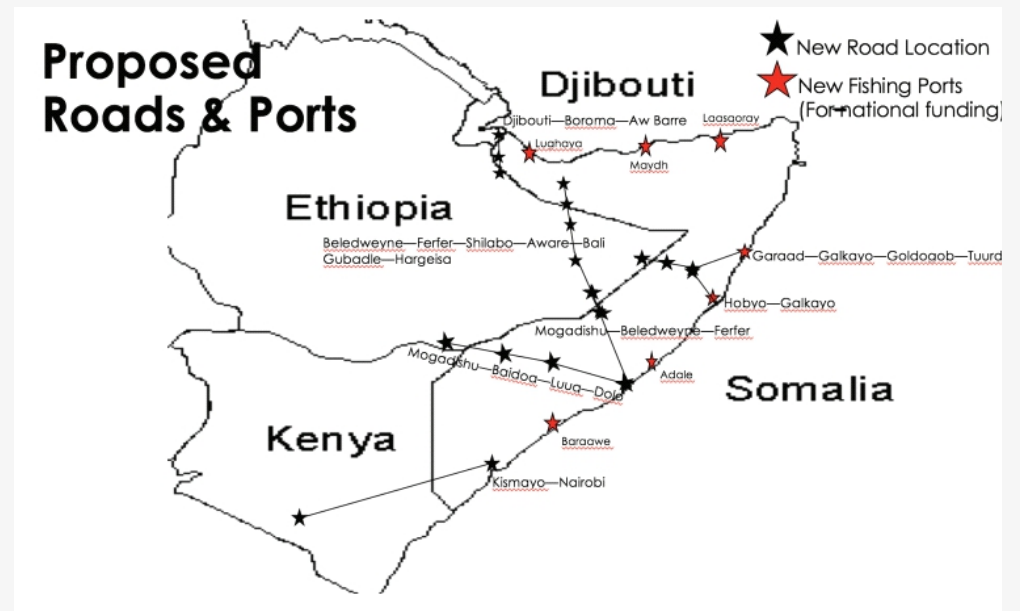 Proposed
Roads & Ports
New Road Location
New Fishing Ports
(For national funding)
Djibouti
Djibouti—Boroma—Aw Barre
Laasqoray
Lughaya
Maydh
Ethiopia
Beledweyne—Ferfer—Shilabo—Aware—Bali
Gubadle—Hargeisa
Garaad—Galkayo—Goldogob—Tuurd
Hobyo—Galkayo
Mogadishu—Beledweyne—Ferfer
Mogadishu—Baidoa—Luuq—Dolo
Adale
Somalia
Kenya
Baraawe
Kismayo—Nairobi